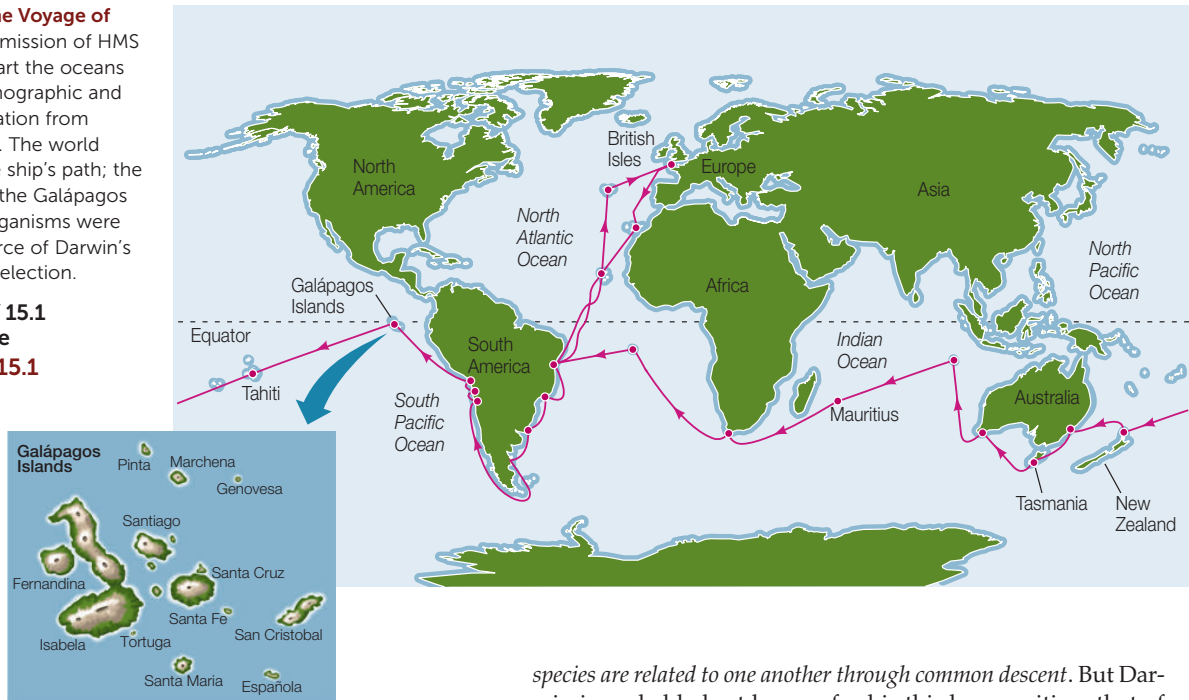 ne Voyage of
mission of HMS
art the oceans
nographic and
ation from
. The world
e ship's path; the
the Galápagos
ganisms were
rce of Darwin's
election.
15.1
e
15.1
North
America
British
Isles
Europe
Asia
North
Atlantic
Ocean
North
Pacific
Ocean
Africa
Galápagos
Islands
Equator
South
America
Indian
Ocean
Tahiti
South
Pacific
Ocean
Mauritius
Australia
Tasmania
New
Zealand
Galápagos
Islands
Pinta
Marchena
Genovesa
Santiago
Fernandina
Santa Cruz
Santa Fe
San Cristobal
Isabela
Tortuga
Santa Maria
Española
species are related to one another through common descent. But Dar-